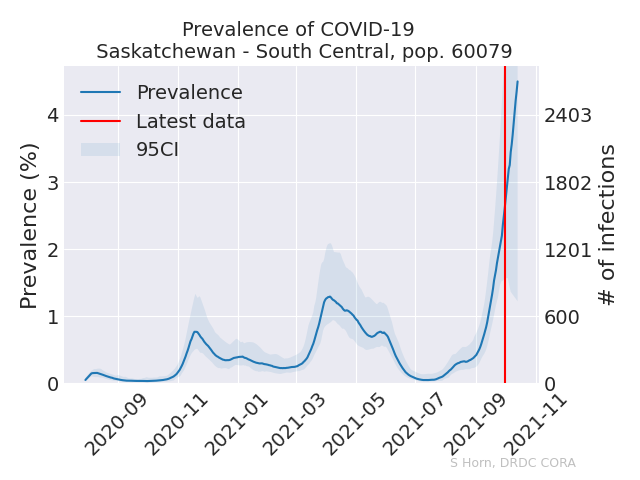 Prevalence of COVID-19
Saskatchewan - South Central, pop. 60079
Prevalence
Latest data
95CI
Prevalence (%)
4
3
2
1
0
2403
1802
1201
600
0
# of infections
2020-09
2020-11
2021-01
2021-03
2021-05
2021-07
2021-09
2021-11
S Horn, DRDC CORA